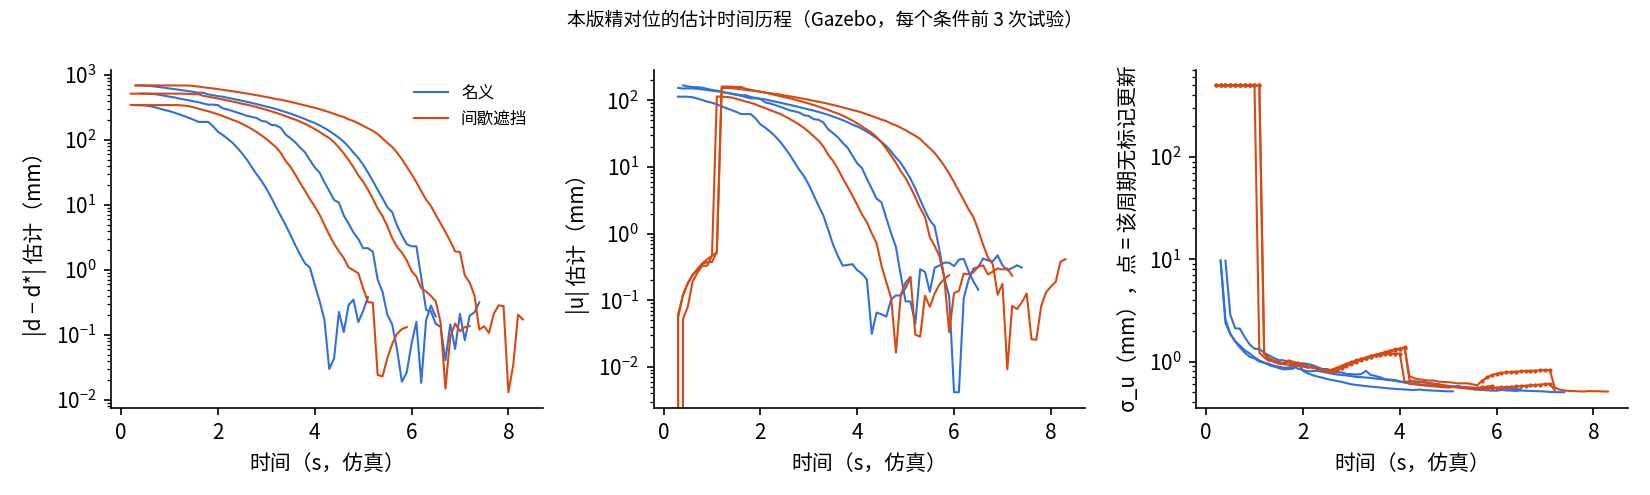 本版精对位的估计时间历程（Gazebo，每个条件前 3 次试验）
|d − d*| 估计（mm）
10³
10²
10¹
10⁰
10⁻¹
10⁻²
名义
间歇遮挡
0 2 4 6 8
时间（s，仿真）
|u| 估计（mm）
10²
10¹
10⁰
10⁻¹
10⁻²
0 2 4 6 8
时间（s，仿真）
σ_u（mm），点 = 该周期无标记更新
10²
10¹
10⁰
0 2 4 6 8
时间（s，仿真）